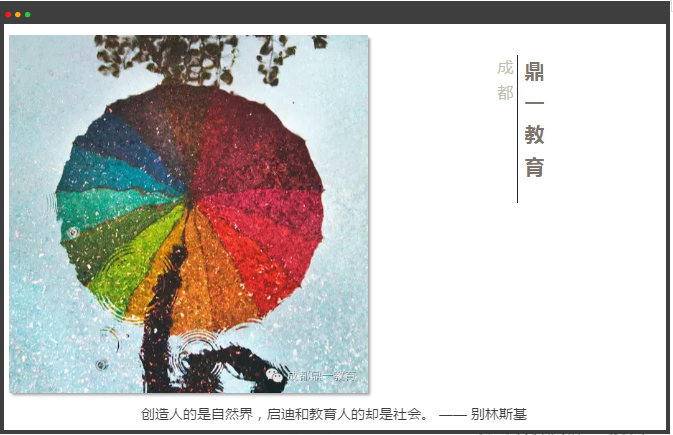 成都
鼎一教育
成都鼎一教育
创造人的是自然界，启迪和教育人的却是社会。 —— 别林斯基